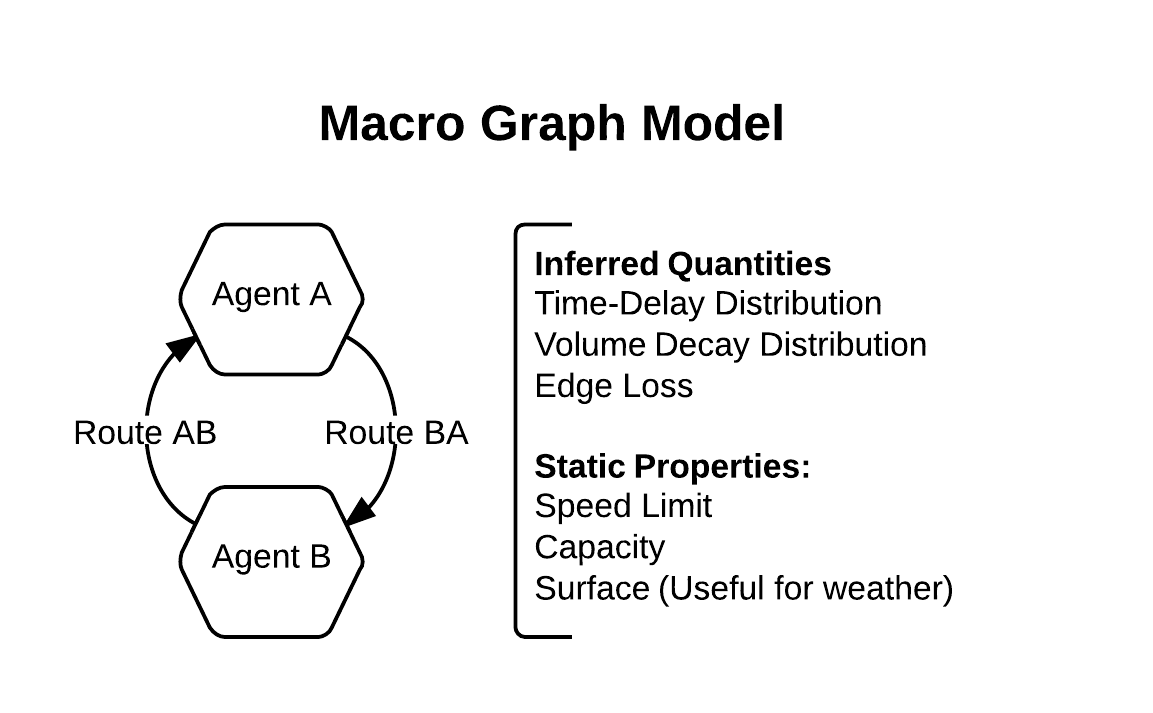 Macro Graph Model
Agent A
Route AB
Route BA
Agent B
Inferred Quantities
Time-Delay Distribution
Volume Decay Distribution
Edge Loss
Static Properties:
Speed Limit
Capacity
Surface (Useful for weather)